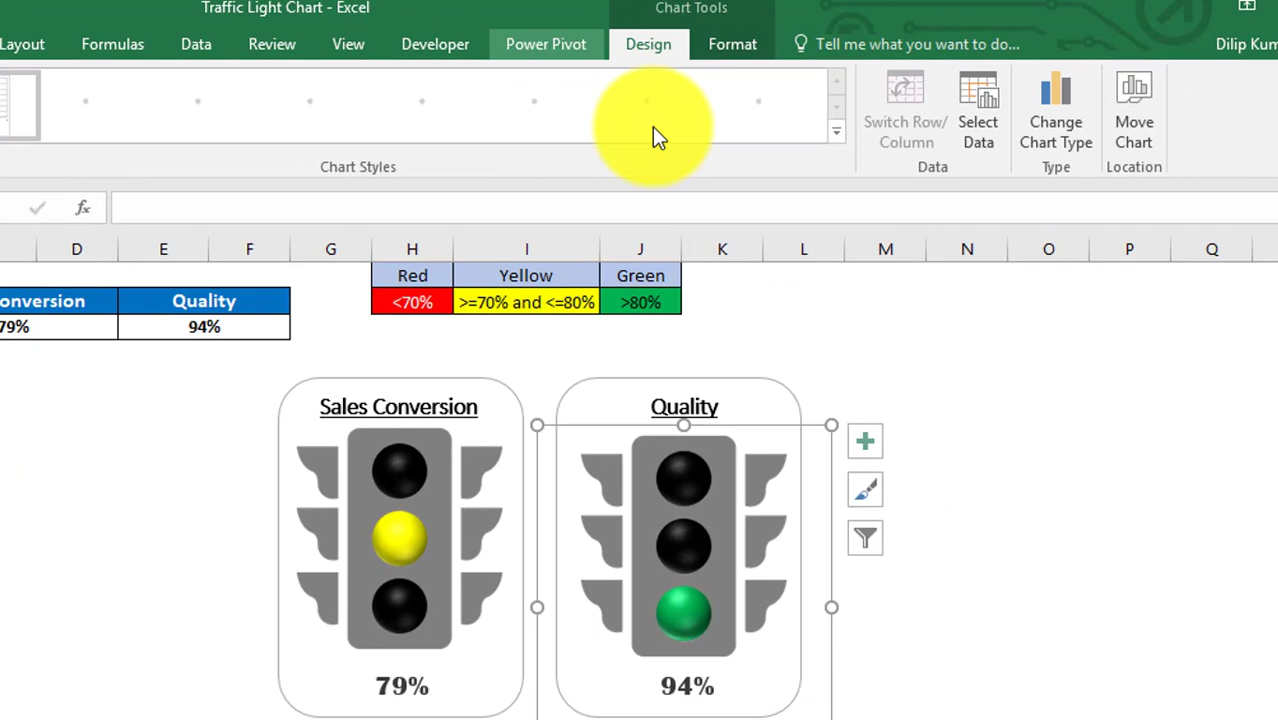 Traffic Light Chart - Excel
Chart Tools
Layout
Formulas
Data
Review
View
Developer
Power Pivot
Design
Format
Tell me what you want to do...
Dilip Kum
Switch Row/
Column
Select
Data
Change
Chart Type
Move
Chart
Chart Styles
Data
Type
Location
fx
D
E
F
G
H
I
J
K
L
M
N
O
P
Q
Red
Yellow
Green
onversion
Quality
<70%
>=70% and <=80%
>80%
79%
94%
Sales Conversion
Quality
79%
94%